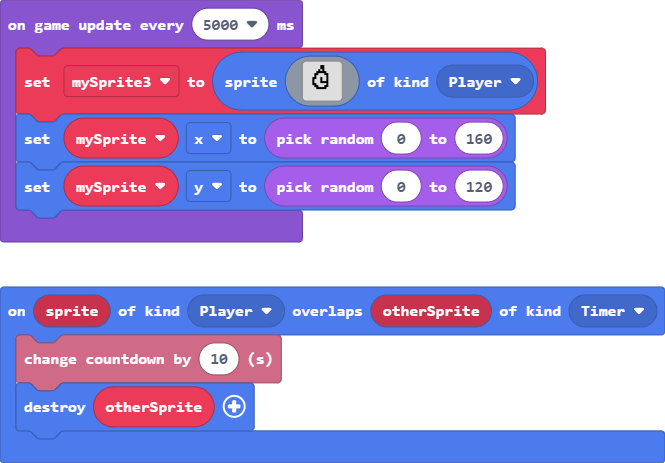 on game update every 5000 ms
set mySprite3 to sprite of kind Player
set mySprite x to pick random 0 to 160
set mySprite y to pick random 0 to 120
on sprite of kind Player overlaps otherSprite of kind Timer
change countdown by 10 (s)
destroy otherSprite